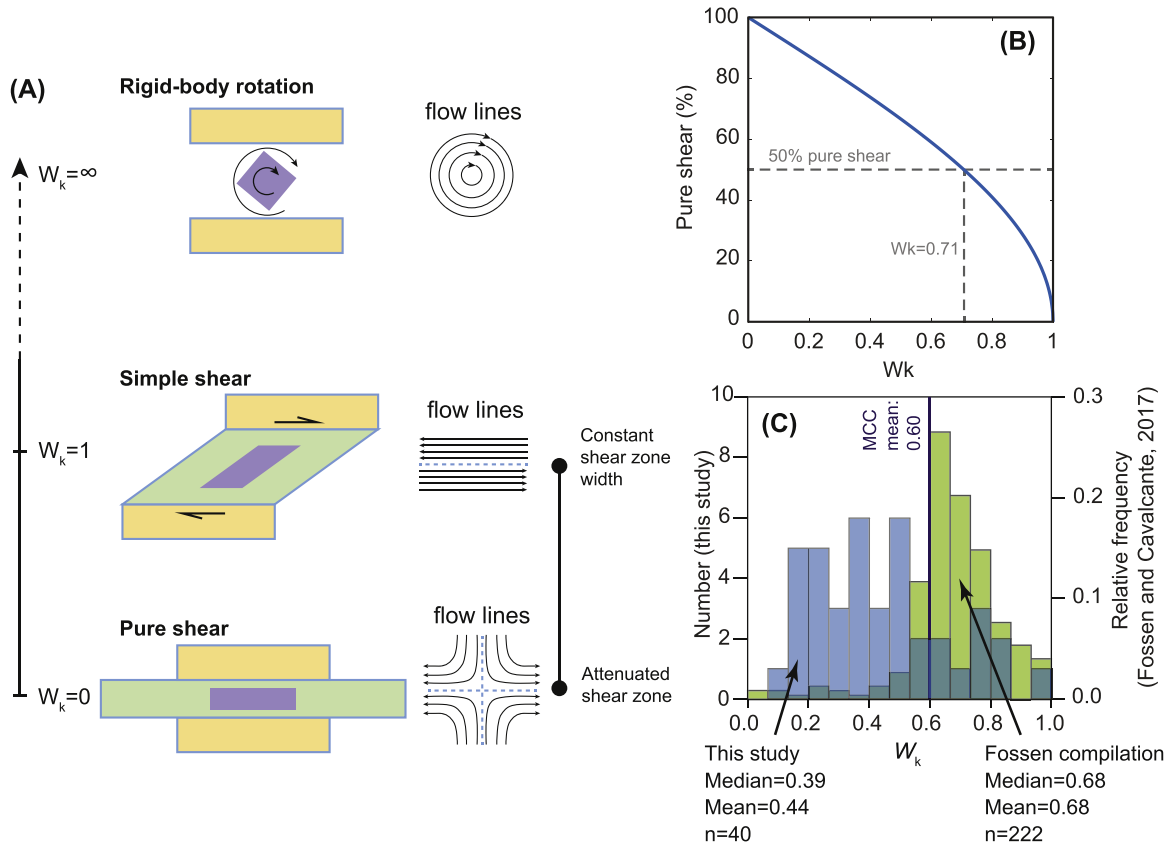 (A)
Rigid-body rotation
flow lines
W_k=∞
Simple shear
flow lines
W_k=1
Constant
shear zone
width
Pure shear
flow lines
W_k=0
Attenuated
shear zone
(B)
100
80
60
40
20
0
Pure shear (%)
50% pure shear
Wk=0.71
0
0.2
0.4
0.6
0.8
1
Wk
(C)
10
8
6
4
2
0
Number (this study)
MCC
mean:
0.60
0.3
0.2
0.1
0.0
Relative frequency
(Fossen and Cavalcante, 2017)
0.0
0.2
0.4
0.6
0.8
1.0
W_k
This study
Median=0.39
Mean=0.44
n=40
Fossen compilation
Median=0.68
Mean=0.68
n=222